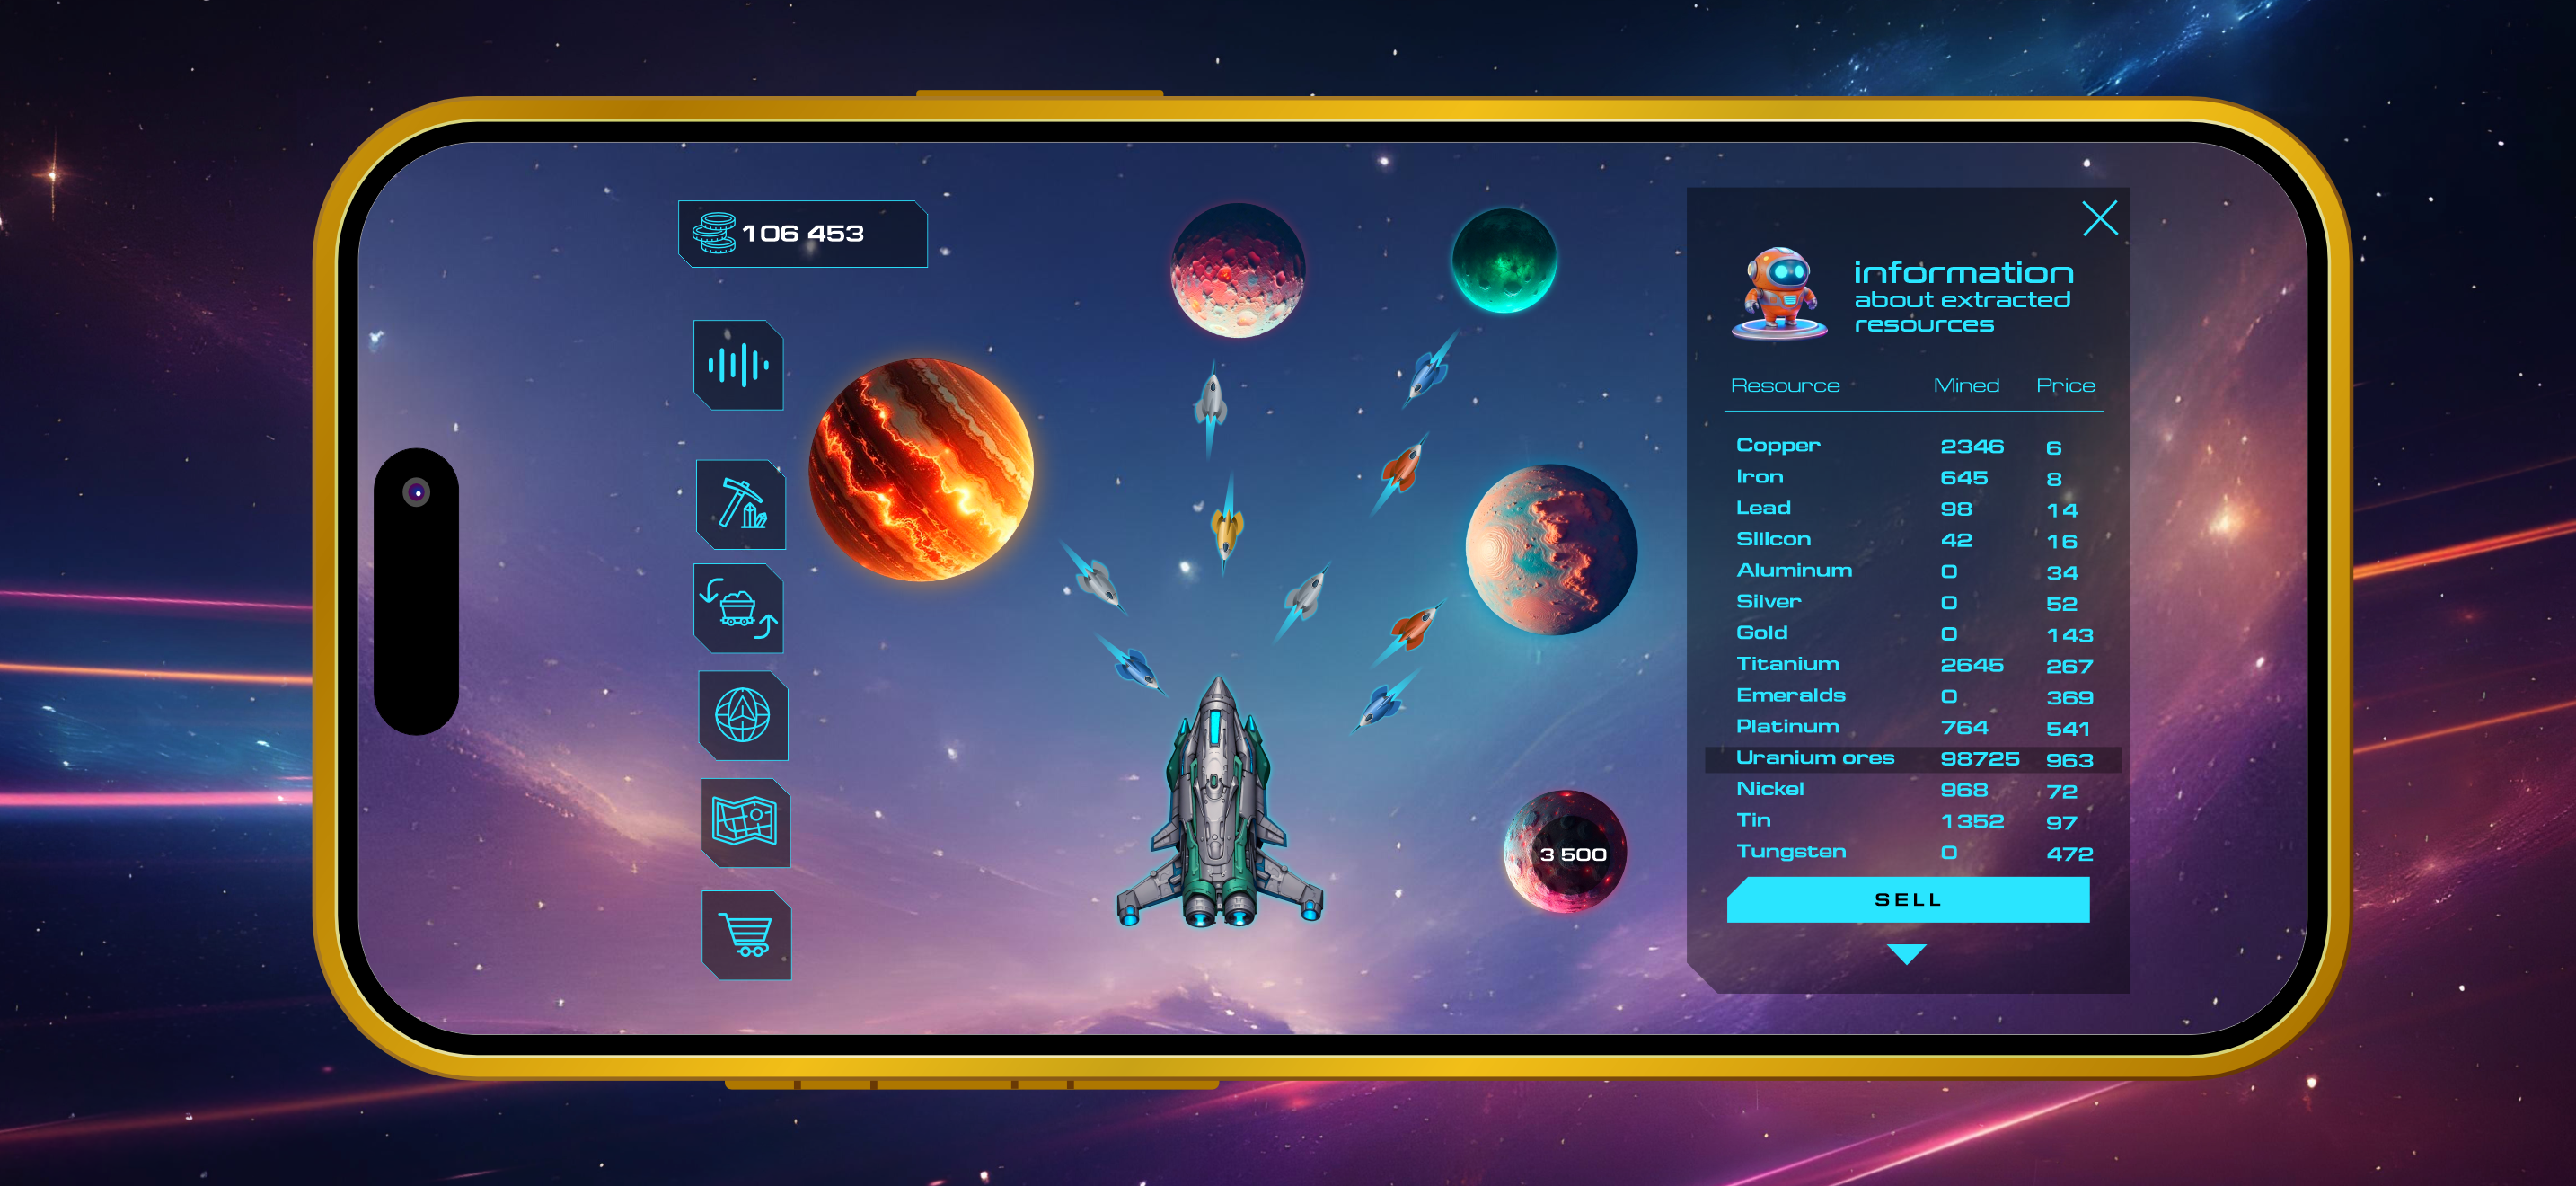 106 453
information
about extracted
resources
Resource Mined Price
Copper 2346 6
Iron 645 8
Lead 98 14
Silicon 42 16
Aluminum 0 34
Silver 0 52
Gold 0 143
Titanium 2645 267
Emeralds 0 369
Platinum 764 541
Uranium ores 98725 963
Nickel 968 72
Tin 1352 97
Tungsten 0 472
SELL
3 500